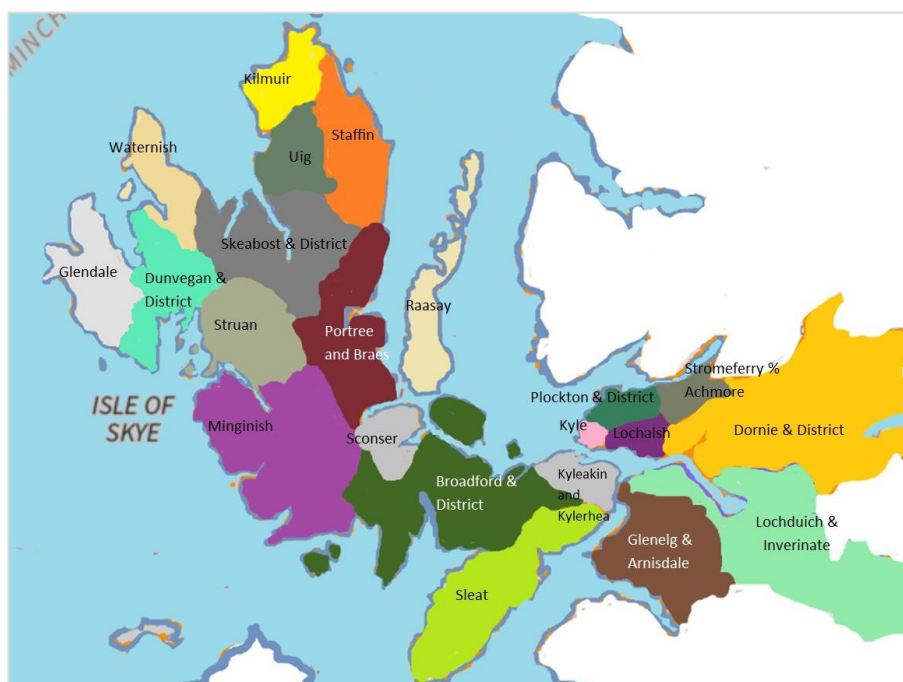 MINCH
Kilmuir
Staffin
Waternish
Uig
Skeabost & District
Glendale
Dunvegan &
District
Raasay
Struan
Portree
and Braes
Stromeferry %
Achmore
Plockton & District
ISLE OF
SKYE
Minginish
Sconser
Kyle
Lochalsh
Dornie & District
Broadford &
District
Kyleakin
and
Kylerhea
Lochduich &
Inverinate
Glenelg &
Arnisdale
Sleat